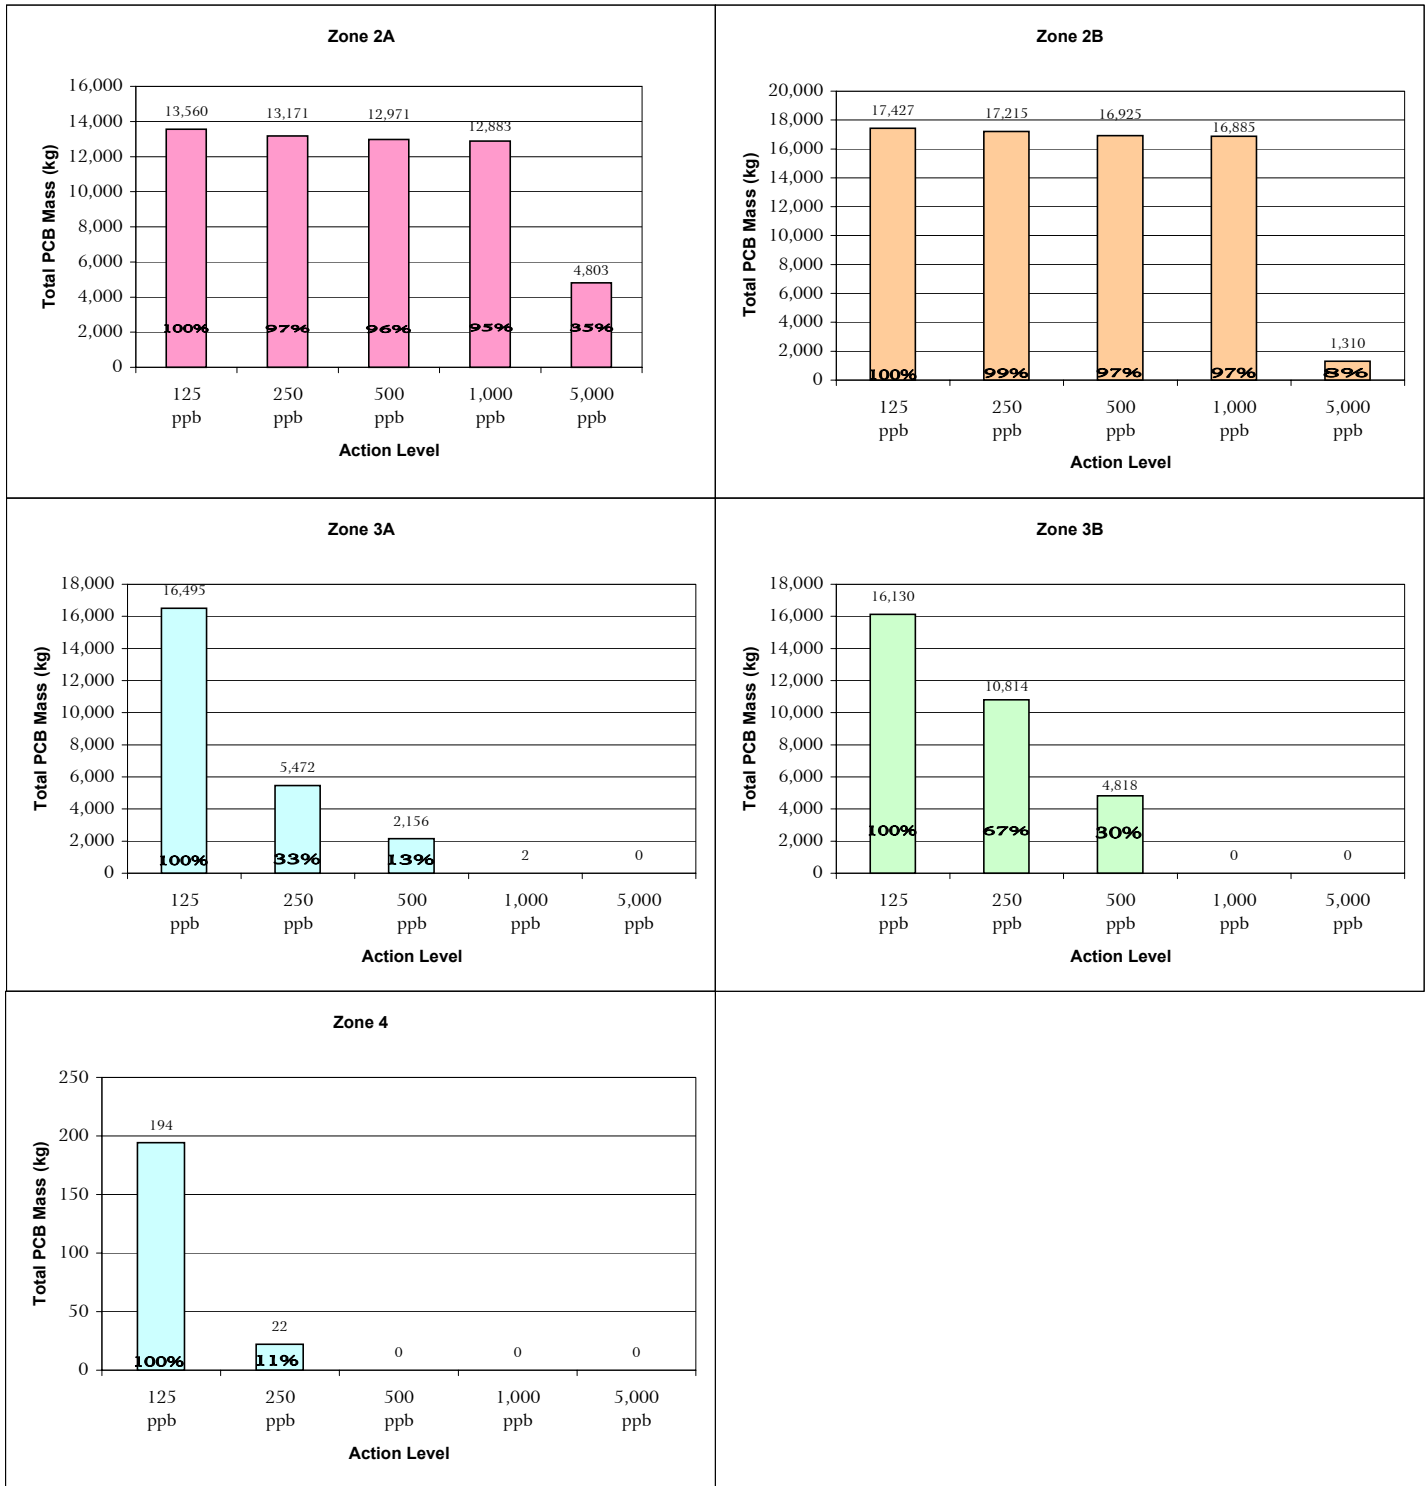 Zone 2A
Total PCB Mass (kg)
16,000
14,000
12,000
10,000
8,000
6,000
4,000
2,000
0
13,560
13,171
12,971
12,883
4,803
100%
97%
96%
95%
35%
125 ppb
250 ppb
500 ppb
1,000 ppb
5,000 ppb
Action Level
Zone 2B
Total PCB Mass (kg)
20,000
18,000
16,000
14,000
12,000
10,000
8,000
6,000
4,000
2,000
0
17,427
17,215
16,925
16,885
1,310
100%
99%
97%
97%
125 ppb
250 ppb
500 ppb
1,000 ppb
5,000 ppb
Action Level
Zone 3A
Total PCB Mass (kg)
18,000
16,000
14,000
12,000
10,000
8,000
6,000
4,000
2,000
0
16,495
5,472
2,156
2
0
100%
33%
13%
125 ppb
250 ppb
500 ppb
1,000 ppb
5,000 ppb
Action Level
Zone 3B
Total PCB Mass (kg)
18,000
16,000
14,000
12,000
10,000
8,000
6,000
4,000
2,000
0
16,130
10,814
4,818
0
0
100%
67%
30%
125 ppb
250 ppb
500 ppb
1,000 ppb
5,000 ppb
Action Level
Zone 4
Total PCB Mass (kg)
250
200
150
100
50
0
194
22
0
0
0
100%
11%
125 ppb
250 ppb
500 ppb
1,000 ppb
5,000 ppb
Action Level